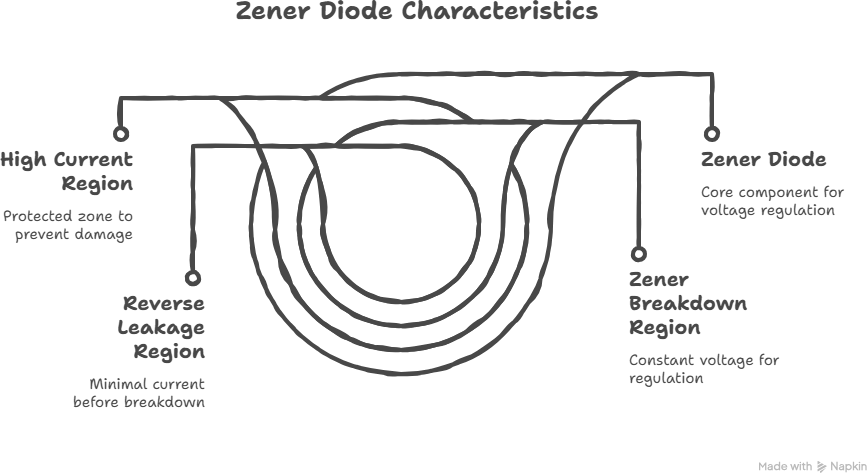 Zener Diode Characteristics
High Current
Region
Protected zone to
prevent damage
Zener Diode
Core component for
voltage regulation
Reverse
Leakage
Region
Minimal current
before breakdown
Zener
Breakdown
Region
Constant voltage for
regulation
Made with Napkin